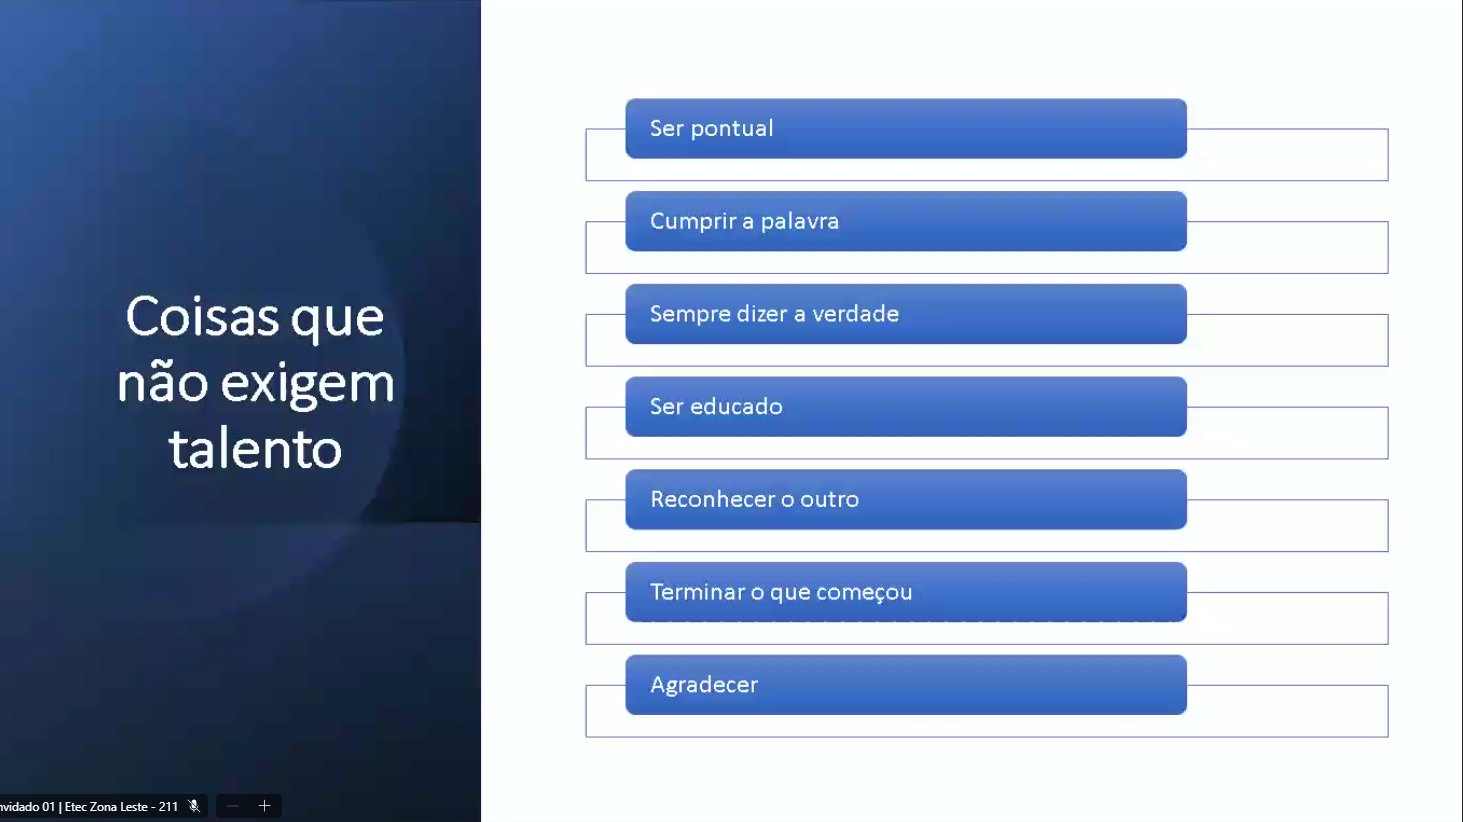 Coisas que
não exigem
talento
Ser pontual
Cumprir a palavra
Sempre dizer a verdade
Ser educado
Reconhecer o outro
Terminar o que começou
Agradecer
01 | Etec Zona Leste - 211